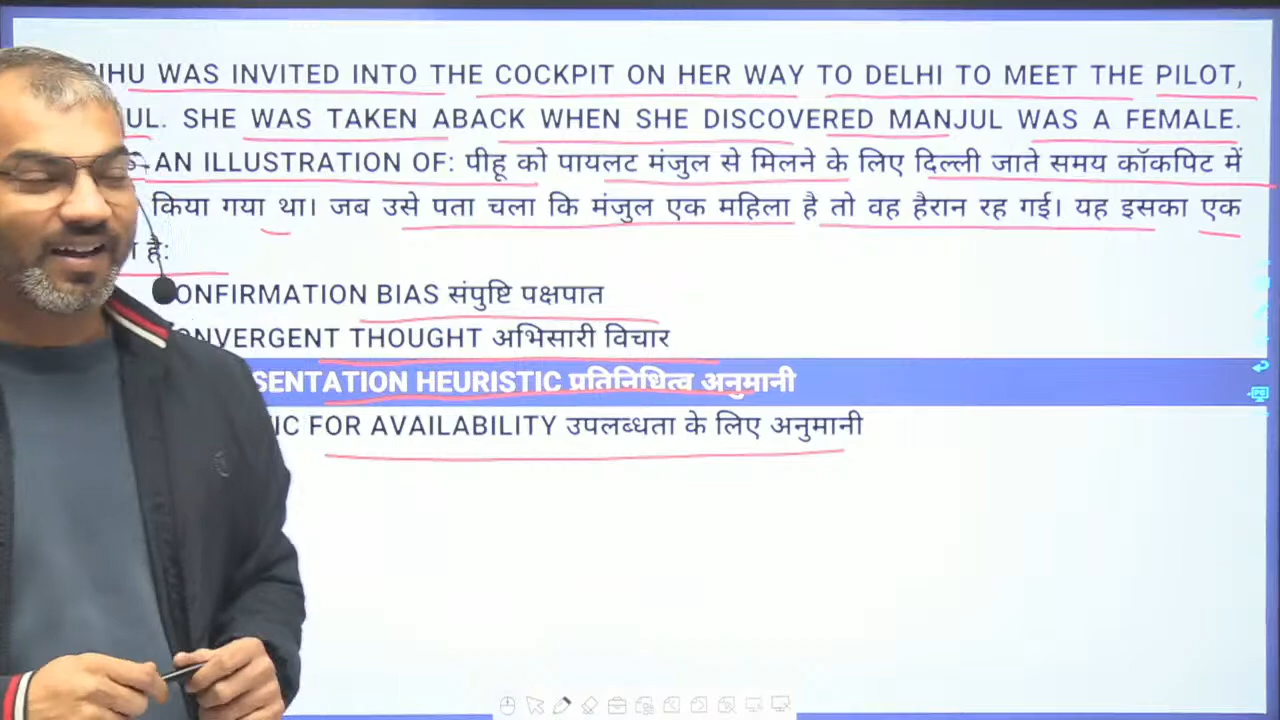 WAS INVITED INTO THE COCKPIT ON HER WAY TO DELHI TO MEET THE PILOT,
SHE WAS TAKEN ABACK WHEN SHE DISCOVERED MANJUL WAS A FEMALE.
AN ILLUSTRATION OF: पीहू को पायलट मंजुल से मिलने के लिए दिल्ली जाते समय कॉकपिट में
किया गया था। जब उसे पता चला कि मंजुल एक महिला है तो वह हैरान रह गई। यह इसका एक
है:
ONFIRMATION BIAS संपुष्टि पक्षपात
ONVERGENT THOUGHT अभिसारी विचार
SENTATION HEURISTIC प्रतिनिधित्व अनुमानी
IC FOR AVAILABILITY उपलब्धता के लिए अनुमानी